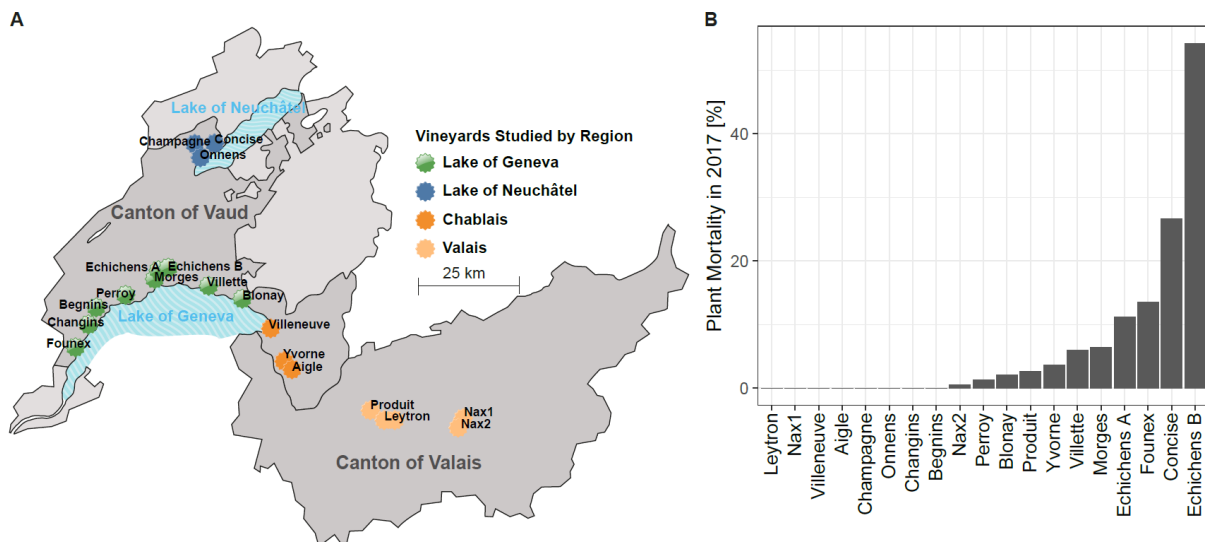 A
Lake of Neuchâtel
Champagne
Concise
Onnens
Canton of Vaud
Vineyards Studied by Region
Lake of Geneva
Lake of Neuchâtel
Chablais
Valais
25 km
Echichens A
Echichens B
Morges
Villette
Perroy
Blonay
Begnins
Changins
Lake of Geneva
Villeneuve
Founex
Yvorne
Aigle
Produit
Leytron
Nax1
Nax2
Canton of Valais
B
Plant Mortality in 2017 [%]
40
20
0
Leytron
Nax1
Villeneuve
Aigle
Champagne
Onnens
Changins
Begnins
Nax2
Perroy
Blonay
Produit
Yvorne
Villette
Morges
Echichens A
Founex
Concise
Echichens B